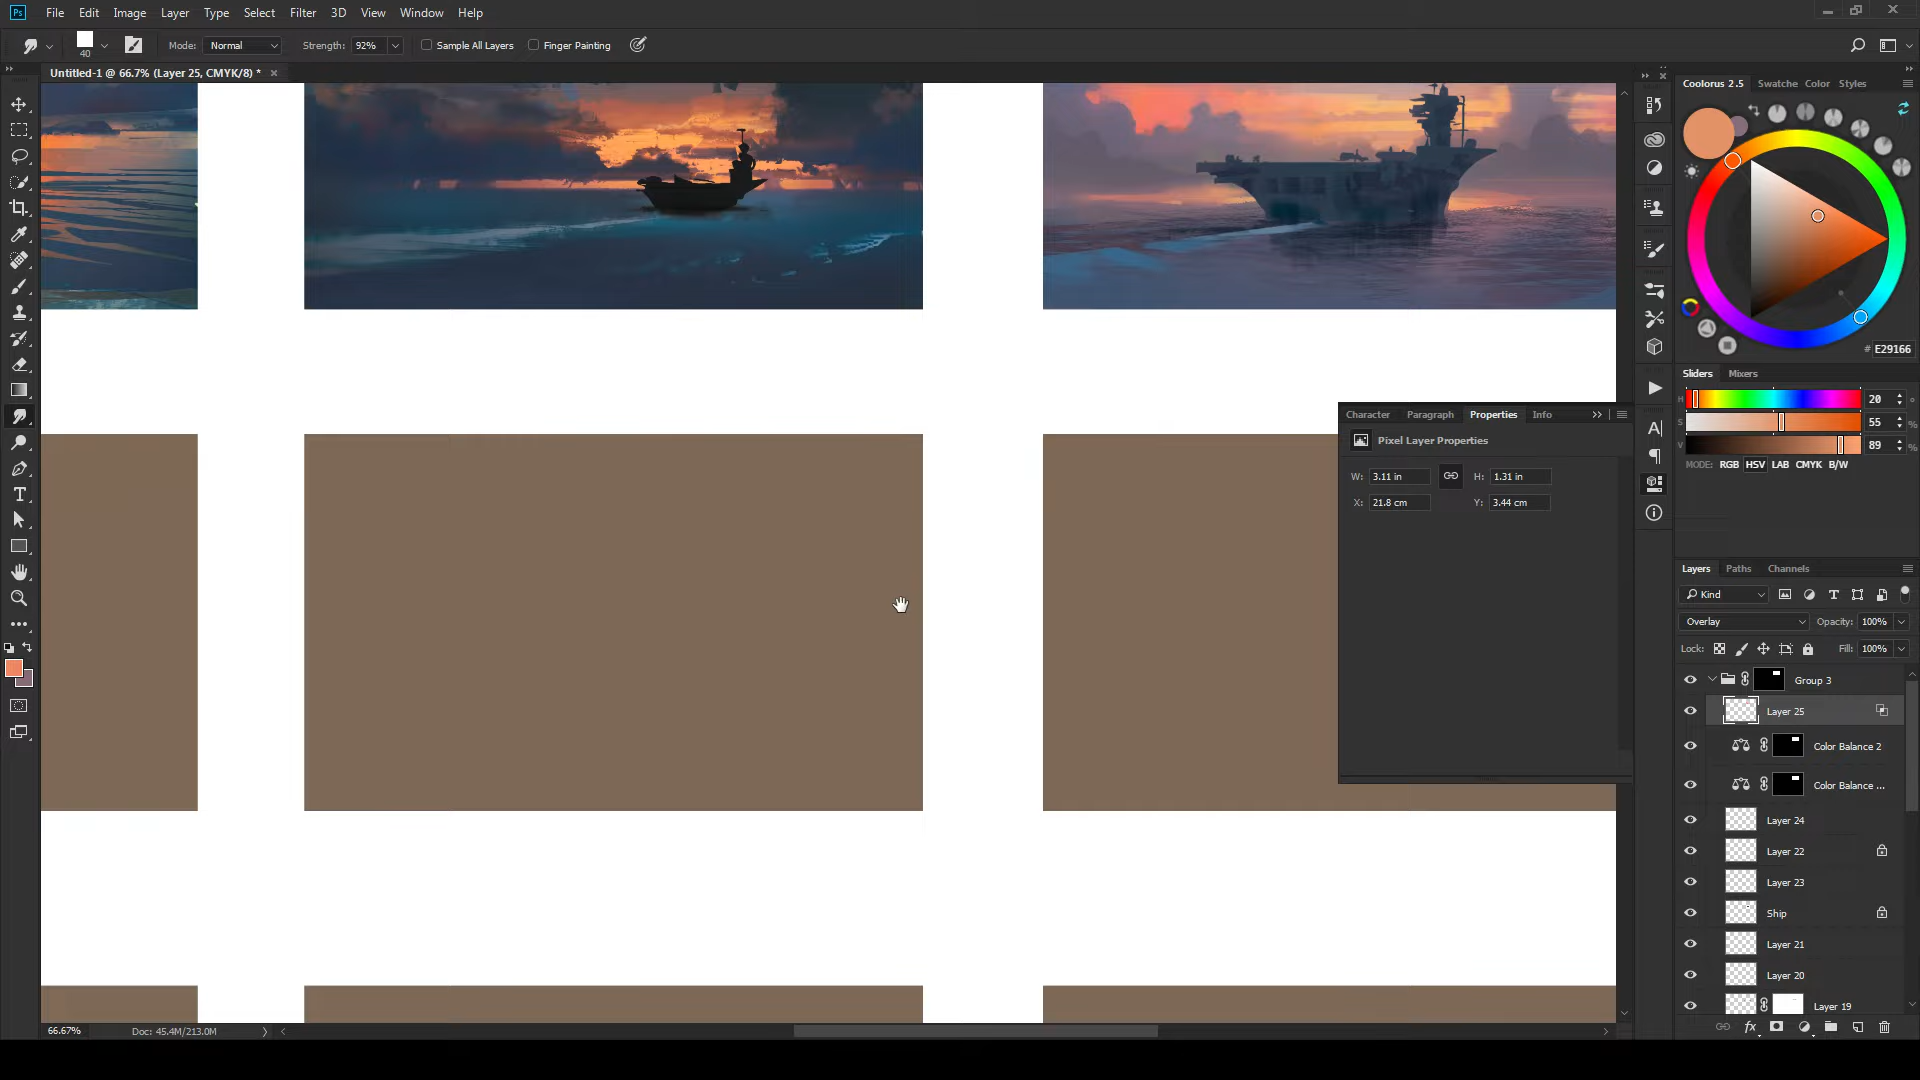 Ps File Edit Image Layer Type Select Filter 3D View Window Help
40 Mode: Normal Strength: 92% Sample All Layers Finger Painting
Untitled-1 @ 66.7% (Layer 25, CMYK/8) *
Coolorus 2.5 Swatche Color Styles
# E29166
Sliders Mixers
H 20 °
S 55 %
V 89 %
MODE: RGB HSV LAB CMYK B/W
Character Paragraph Properties Info
Pixel Layer Properties
W: 3.11 in H: 1.31 in
X: 21.8 cm Y: 3.44 cm
Layers Paths Channels
Kind
Overlay Opacity: 100%
Lock: Fill: 100%
Group 3
Layer 25
Color Balance 2
Color Balance ...
Layer 24
Layer 22
Layer 23
Ship
Layer 21
Layer 20
Layer 19
66.67% Doc: 45.4M/213.0M